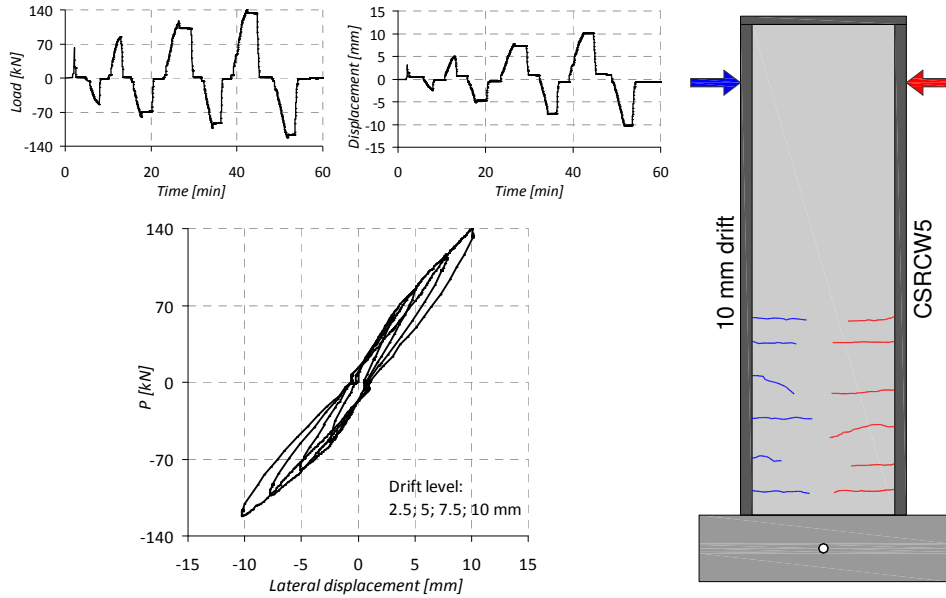 140
70
0
-70
-140
Load [kN]
0 20 40 60
Time [min]
15
10
5
0
-5
-10
-15
Displacement [mm]
0 20 40 60
Time [min]
140
70
0
-70
-140
P [kN]
-15 -10 -5 0 5 10 15
Lateral displacement [mm]
Drift level:
2.5; 5; 7.5; 10 mm
10 mm drift
CSRCW5